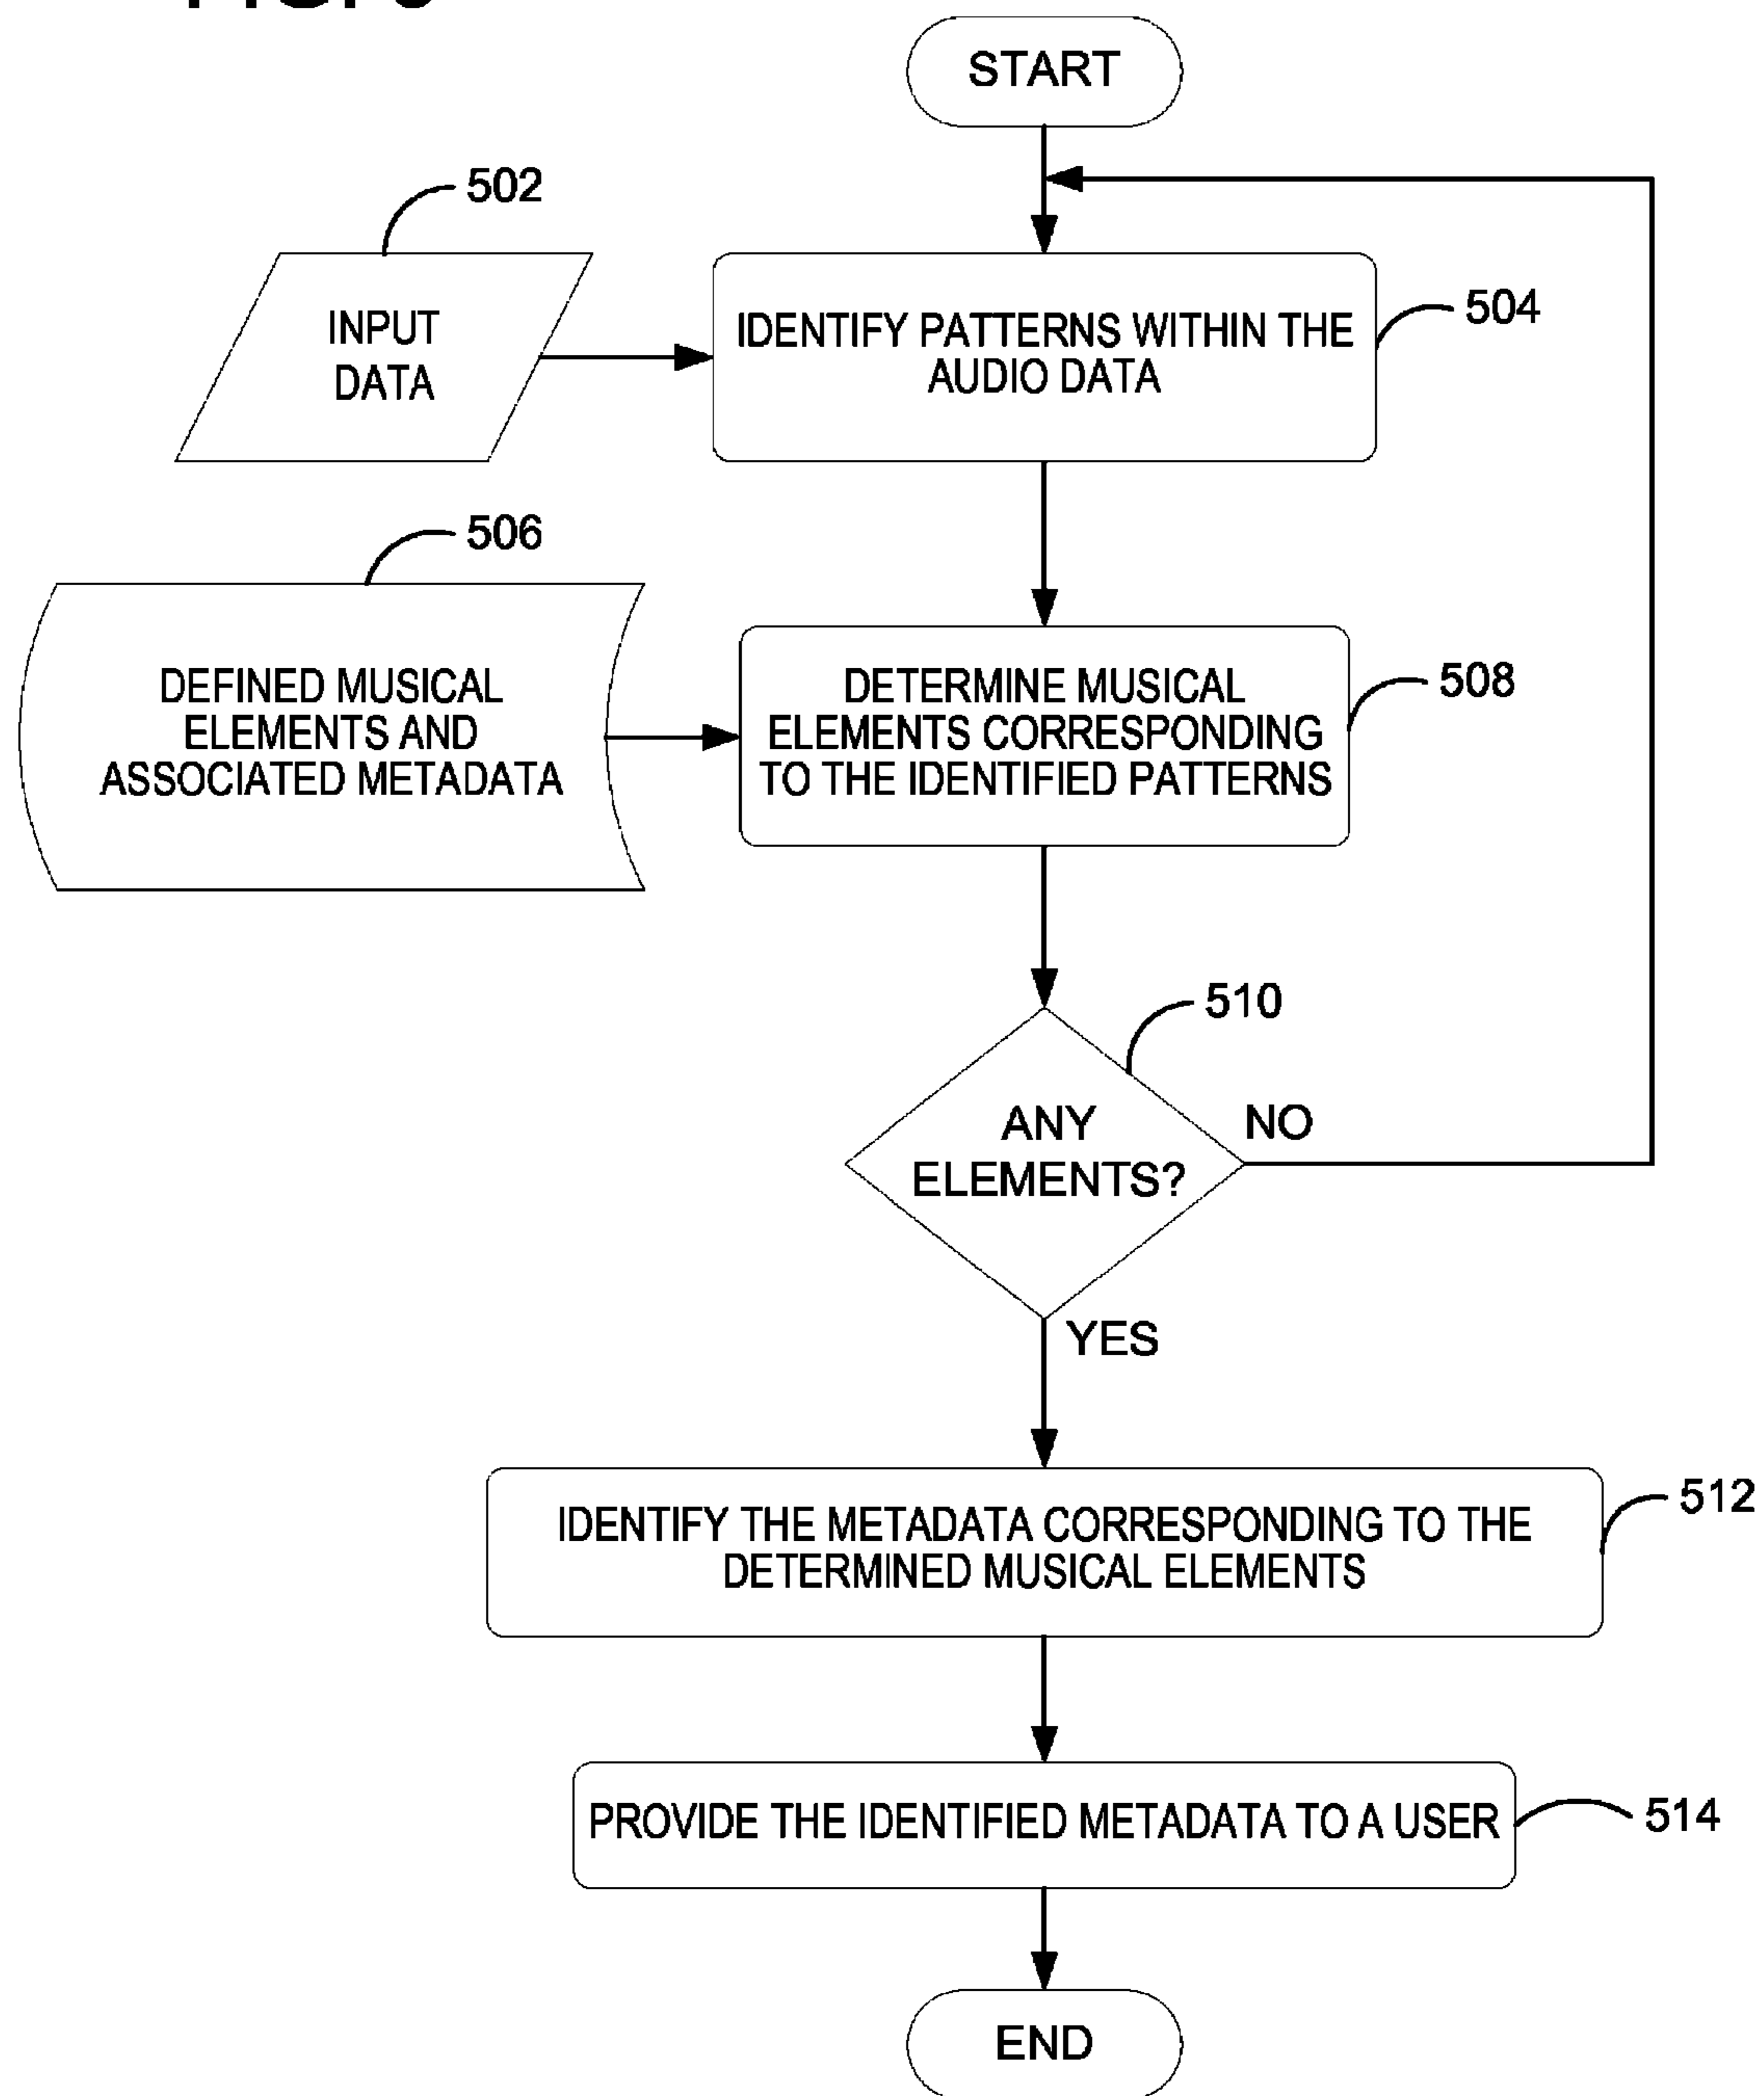 START
502
INPUT
DATA
IDENTIFY PATTERNS WITHIN THE
AUDIO DATA
504
506
DEFINED MUSICAL
ELEMENTS AND
ASSOCIATED METADATA
DETERMINE MUSICAL
ELEMENTS CORRESPONDING
TO THE IDENTIFIED PATTERNS
508
510
ANY
ELEMENTS?
NO
YES
IDENTIFY THE METADATA CORRESPONDING TO THE
DETERMINED MUSICAL ELEMENTS
512
PROVIDE THE IDENTIFIED METADATA TO A USER
514
END